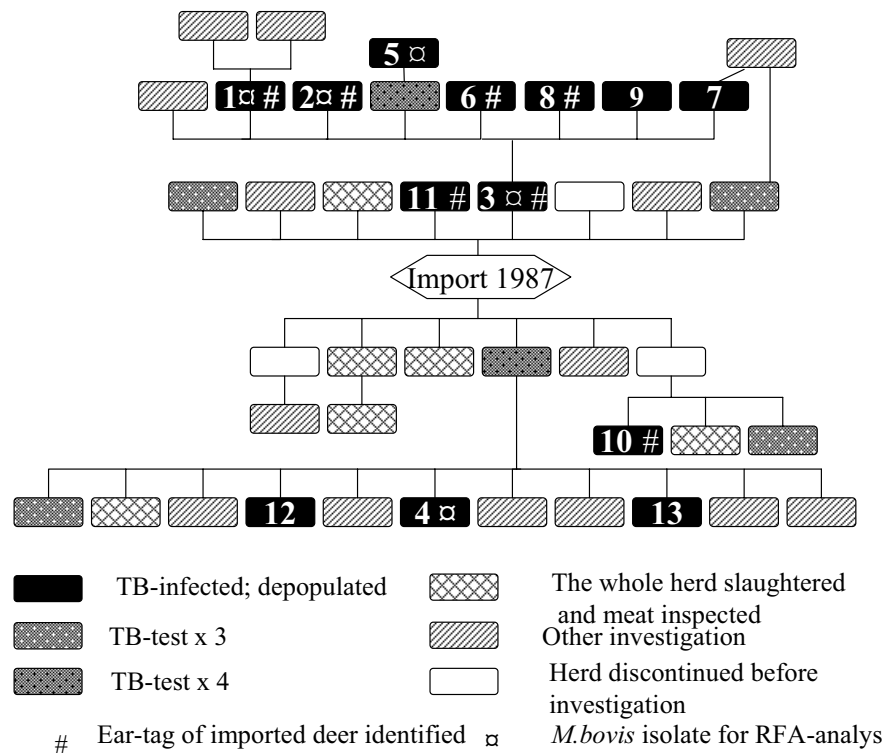 5 ¤
1¤ # 2¤ # 6 # 8 # 9 7
11 # 3 ¤ #
Import 1987
10 #
12 4 ¤ 13
TB-infected; depopulated
The whole herd slaughtered
and meat inspected
TB-test x 3
Other investigation
TB-test x 4
Herd discontinued before
investigation
# Ear-tag of imported deer identified
¤ M.bovis isolate for RFA-analys